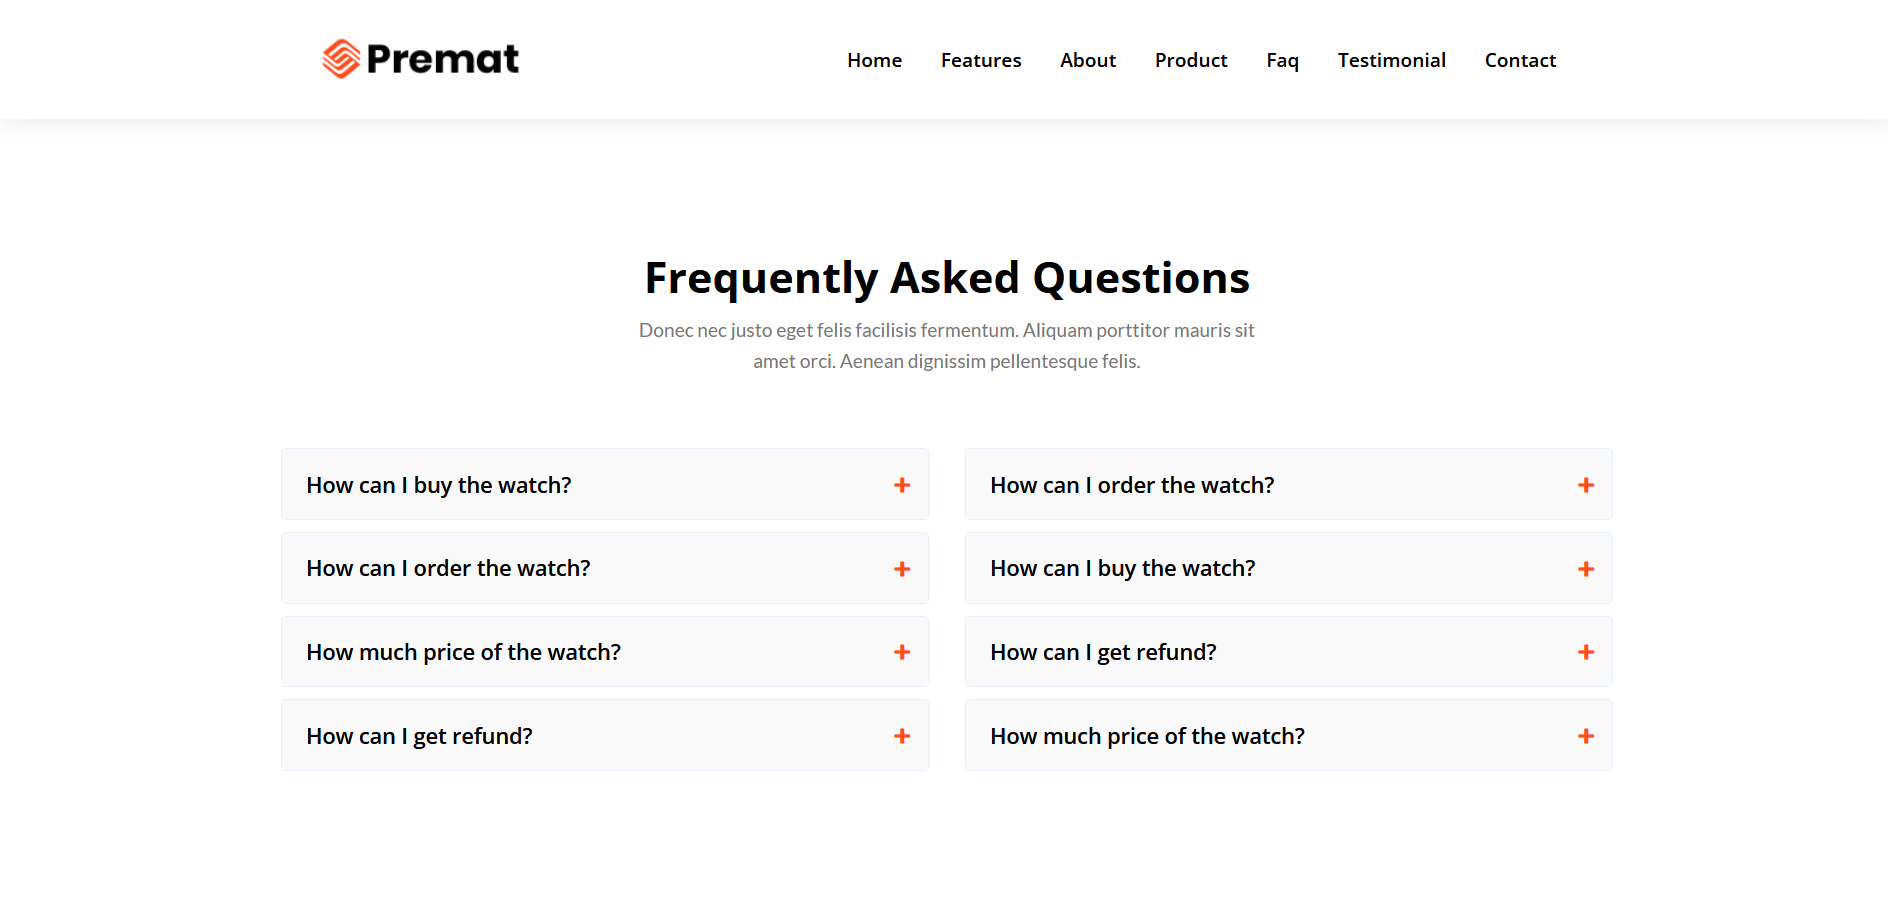 Premat
Home Features About Product Faq Testimonial Contact
Frequently Asked Questions
Donec nec justo eget felis facilisis fermentum. Aliquam porttitor mauris sit
amet orci. Aenean dignissim pellentesque felis.
How can I buy the watch?
How can I order the watch?
How much price of the watch?
How can I get refund?
How can I order the watch?
How can I buy the watch?
How can I get refund?
How much price of the watch?